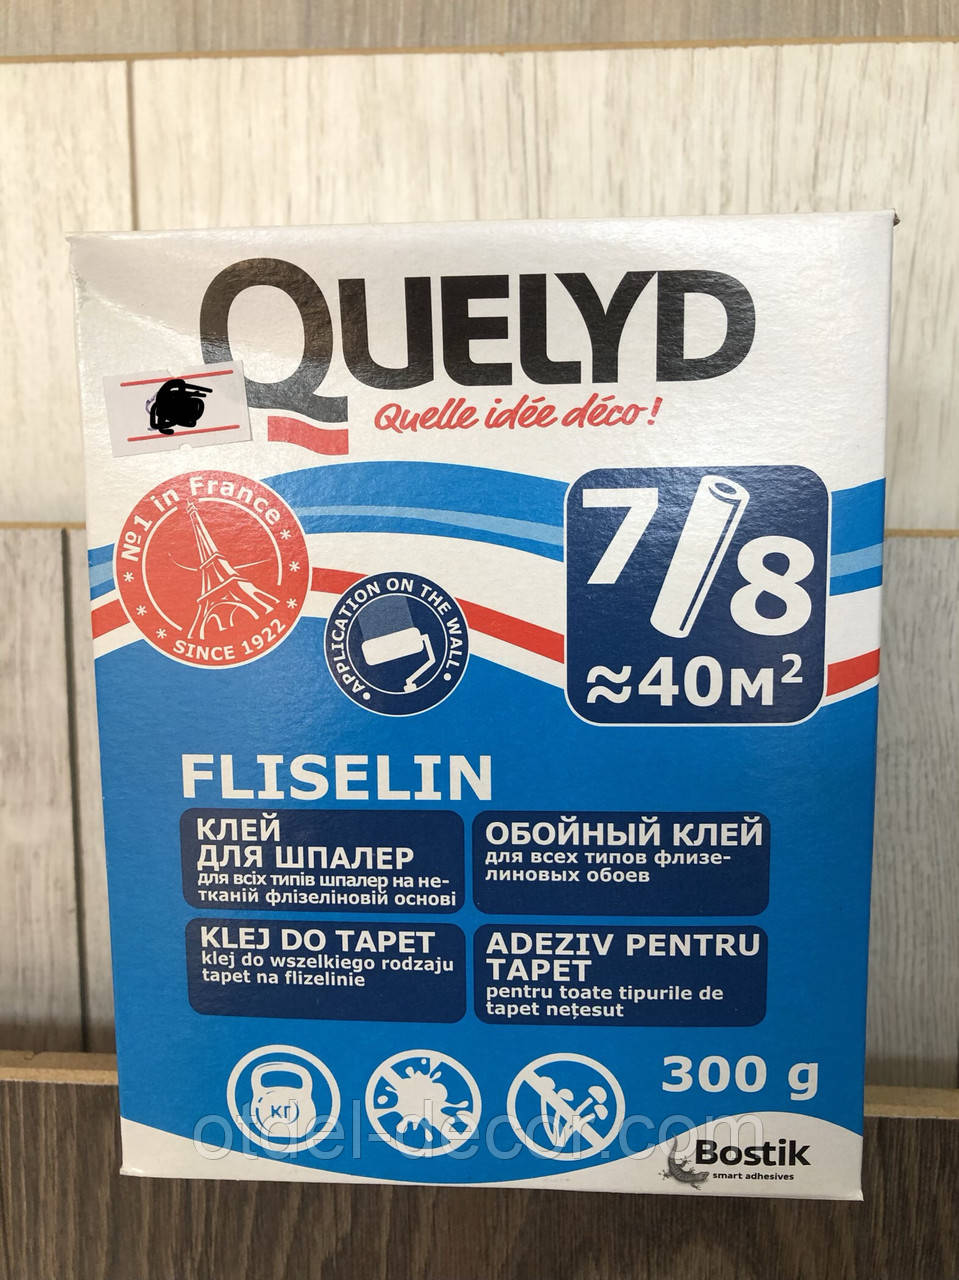 QUELYD
Quelle idée déco!
№1 in France
SINCE 1922
APPLICATION ON THE WALL
7/8
≈40м²
FLISELIN
КЛЕЙ
ДЛЯ ШПАЛЕР
для всіх типів шпалер на не-
тканій флізеліновій основі
ОБОЙНЫЙ КЛЕЙ
для всех типов флизе-
линовых обоев
KLEJ DO TAPET
klej do wszelkiego rodzaju
tapet na flizelinie
ADEZIV PENTRU
TAPET
pentru toate tipurile de
tapet nețesut
кг
300 g
otdel-decor.com
Bostik
smart adhesives